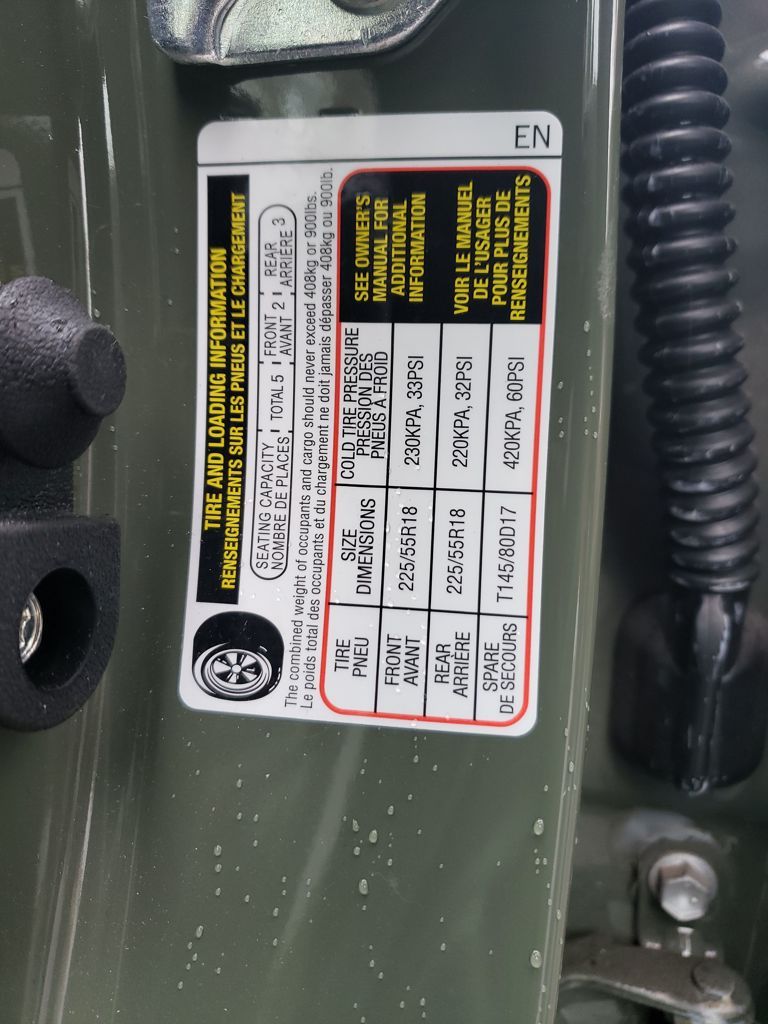 EN
TIRE AND LOADING INFORMATION
RENSEIGNEMENTS SUR LES PNEUS ET LE CHARGEMENT
SEATING CAPACITY TOTAL 5 FRONT 2 REAR 3
NOMBRE DE PLACES AVANT ARRIÈRE
The combined weight of occupants and cargo should never exceed 408kg or 900lbs.
Le poids total des occupants et du chargement ne doit jamais dépasser 408kg ou 900lb.
TIRE SIZE COLD TIRE PRESSURE
PNEU DIMENSIONS PRESSION DES
PNEUS A FROID
FRONT 225/55R18 230KPA, 33PSI
AVANT
REAR 225/55R18 220KPA, 32PSI
ARRIÈRE
SPARE T145/80D17 420KPA, 60PSI
DE SECOURS
SEE OWNER'S
MANUAL FOR
ADDITIONAL
INFORMATION
VOIR LE MANUEL
DE L'USAGER
POUR PLUS DE
RENSEIGNEMENTS